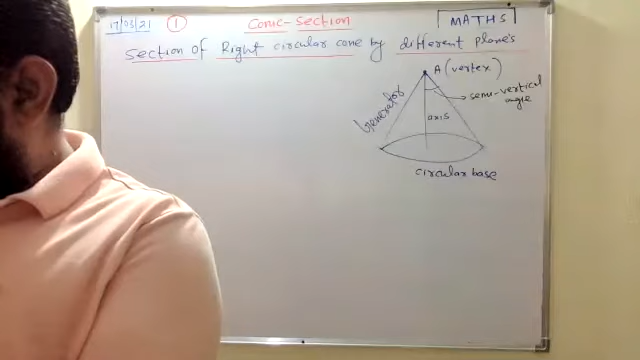 17/03/21 1 Conic-Section MATHS
Section of Right circular cone by different plane's
A (vertex)
Generator
semi-vertical
angle
axis
circular base